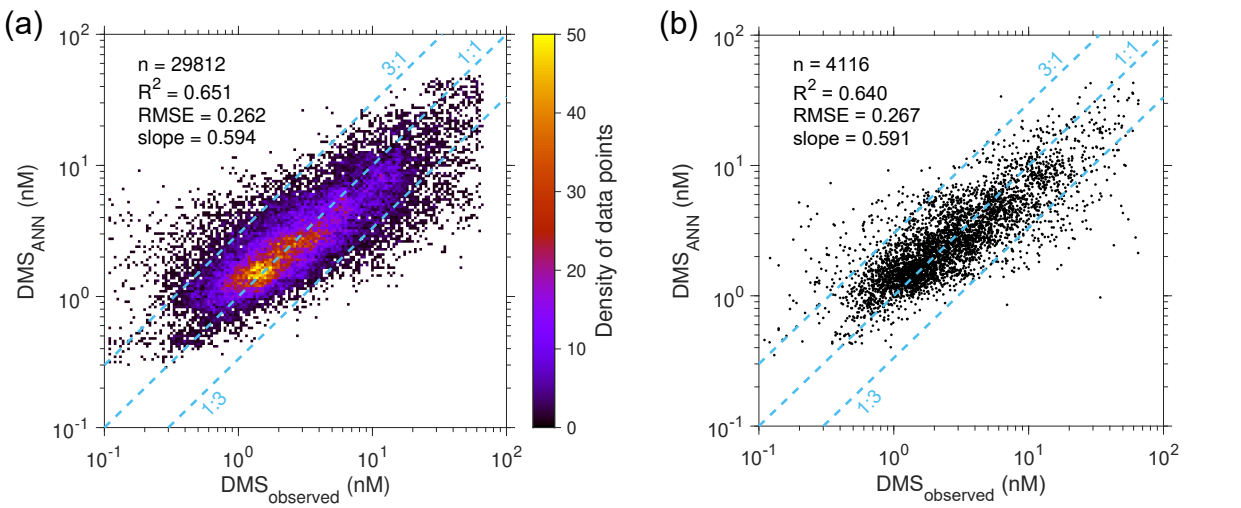 (a)
n = 29812
R² = 0.651
RMSE = 0.262
slope = 0.594
3:1
1:1
1:3
10²
10¹
10⁰
10⁻¹
DMS_ANN (nM)
10⁻¹ 10⁰ 10¹ 10²
DMS_observed (nM)
50
40
30
20
10
0
Density of data points
(b)
n = 4116
R² = 0.640
RMSE = 0.267
slope = 0.591
3:1
1:1
1:3
10²
10¹
10⁰
10⁻¹
DMS_ANN (nM)
10⁻¹ 10⁰ 10¹ 10²
DMS_observed (nM)